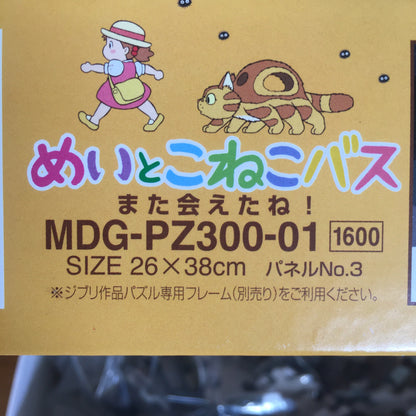 めいとこねこバス
また会えたね!
MDG-PZ300-01 1600
SIZE 26×38cm パネルNo.3
※ジブリ作品パズル専用フレーム(別売り)をご利用ください。